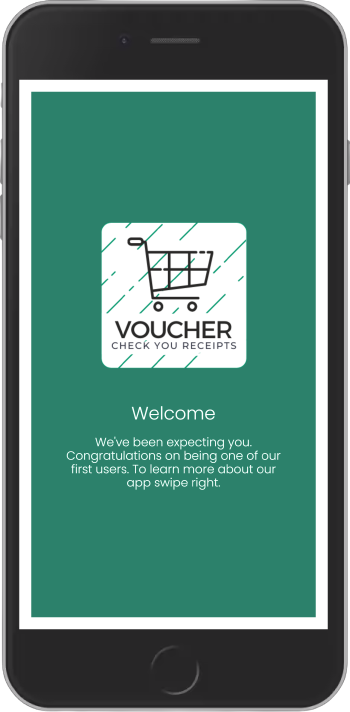 VOUCHER
CHECK YOU RECEIPTS
Welcome
We've been expecting you.
Congratulations on being one of our
first users. To learn more about our
app swipe right.